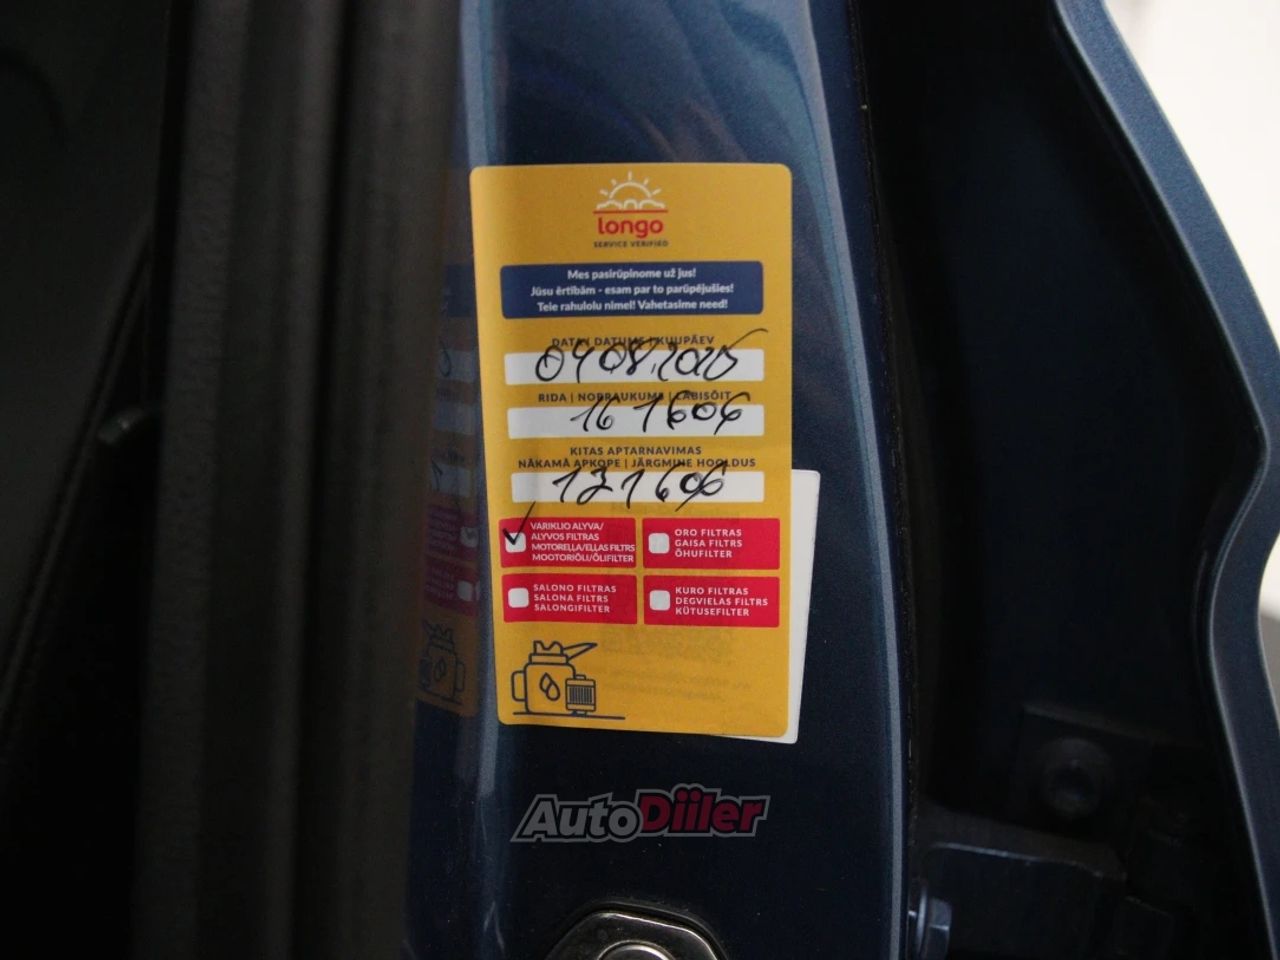 longo
SERVICE VERIFIED
Mes pasirūpinome už jus!
Jūsu ērtībām - esam par to parūpējušies!
Teie rahulolu nimel! Vahetasime need!
DATA | DATUMS | KUUPÄEV
04 08.2025
RIDA | NOBRAUKUMS | LÄBISÕIT
161606
KITAS APTARNAVIMAS
NĀKAMĀ APKOPE | JÄRGMINE HOOLDUS
171606
VARIKLIO ALYVA/
ALYVOS FILTRAS
MOTOREĻĻA/EĻĻAS FILTRS
MOOTORIÕLI/ÕLIFILTER
ORO FILTRAS
GAISA FILTRS
ÕHUFILTER
SALONO FILTRAS
SALONA FILTRS
SALONGIFILTER
KURO FILTRAS
DEGVIELAS FILTRS
KÜTUSEFILTER
AutoDiiler